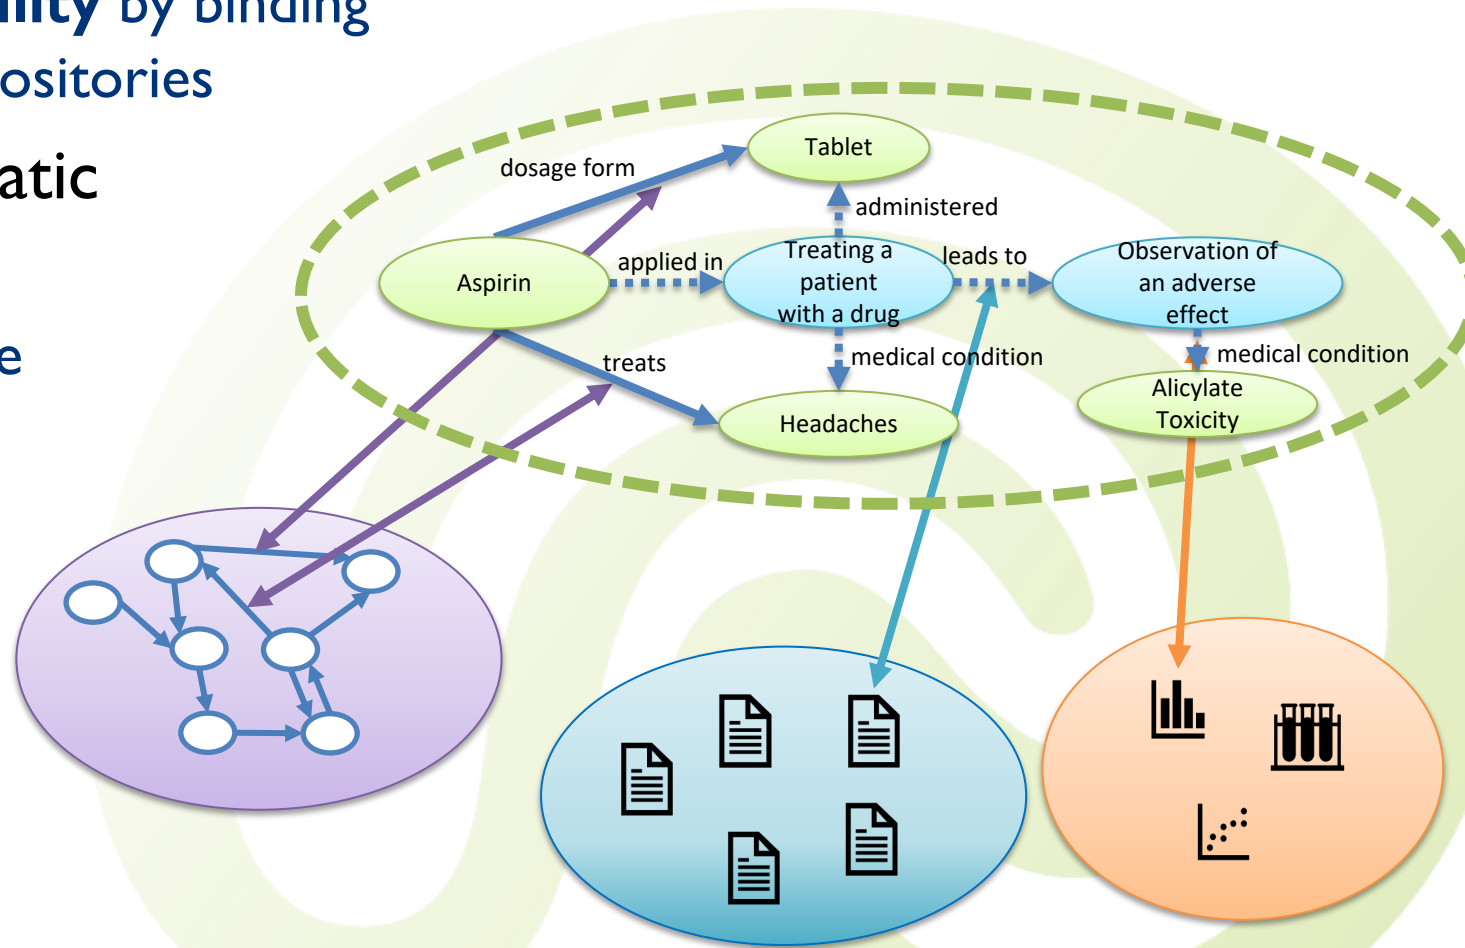 by binding
atic
Tablet
dosage form
administered
Treating a
patient
with a drug
applied in
leads to
Observation of
an adverse
effect
Aspirin
treats
medical condition
medical condition
Alicylate
Toxicity
Headaches